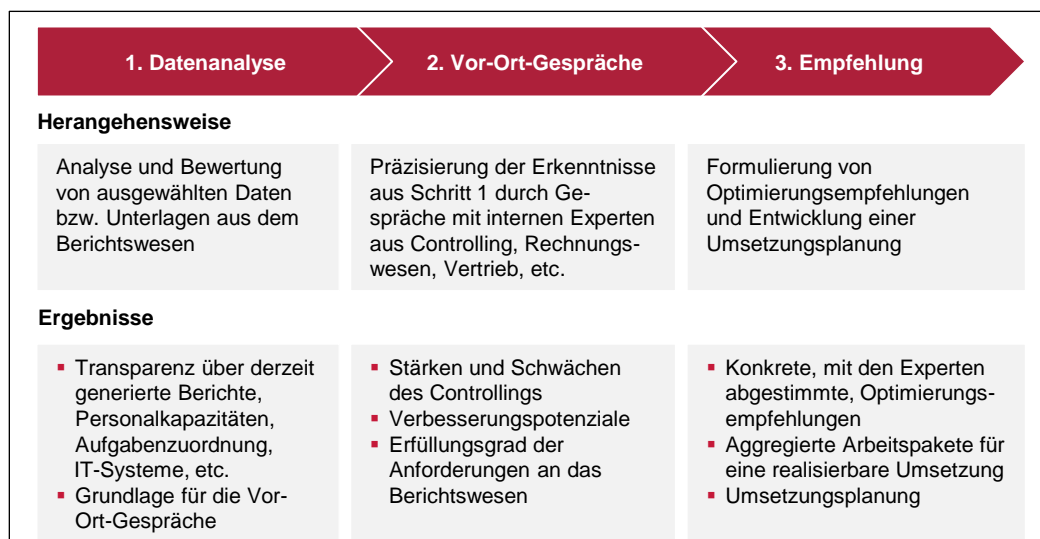 1. Datenanalyse
2. Vor-Ort-Gespräche
3. Empfehlung
Herangehensweise
Analyse und Bewertung
von ausgewählten Daten
bzw. Unterlagen aus dem
Berichtswesen
Präzisierung der Erkenntnisse
aus Schritt 1 durch Ge-
spräche mit internen Experten
aus Controlling, Rechnungs-
wesen, Vertrieb, etc.
Formulierung von
Optimierungsempfehlungen
und Entwicklung einer
Umsetzungsplanung
Ergebnisse
▪ Transparenz über derzeit
generierte Berichte,
Personalkapazitäten,
Aufgabenzuordnung,
IT-Systeme, etc.
▪ Grundlage für die Vor-
Ort-Gespräche
▪ Stärken und Schwächen
des Controllings
▪ Verbesserungspotenziale
▪ Erfüllungsgrad der
Anforderungen an das
Berichtswesen
▪ Konkrete, mit den Experten
abgestimmte, Optimierungs-
empfehlungen
▪ Aggregierte Arbeitspakete für
eine realisierbare Umsetzung
▪ Umsetzungsplanung